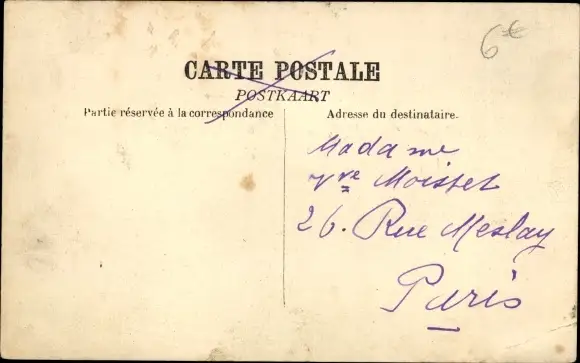 6€
CARTE POSTALE
POSTKAART
Partie réservée à la correspondance
Adresse du destinataire.
Madame
Vve Moisset
26. Rue Meslay
Paris